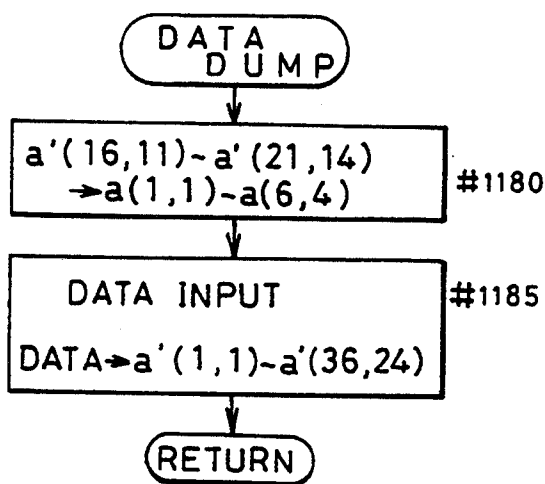 DATA
DUMP
a'(16,11)~a'(21,14)
→a(1,1)~a(6,4)
#1180
DATA INPUT
#1185
DATA→a'(1,1)~a'(36,24)
RETURN